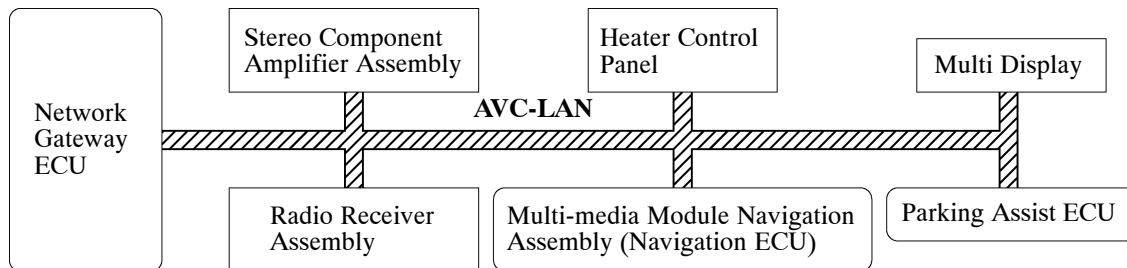 Network
Gateway
ECU
Stereo Component
Amplifier Assembly
Heater Control
Panel
Multi Display
AVC-LAN
Radio Receiver
Assembly
Multi-media Module Navigation
Assembly (Navigation ECU)
Parking Assist ECU